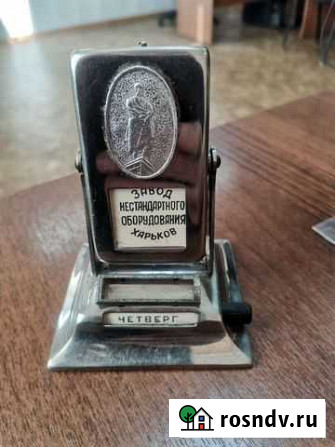 ЗАВОД
НЕСТАНДАРТНОГО
ОБОРУДОВАНИЯ
ХАРЬКОВ
ЧЕТВЕРГ
rosndv.ru